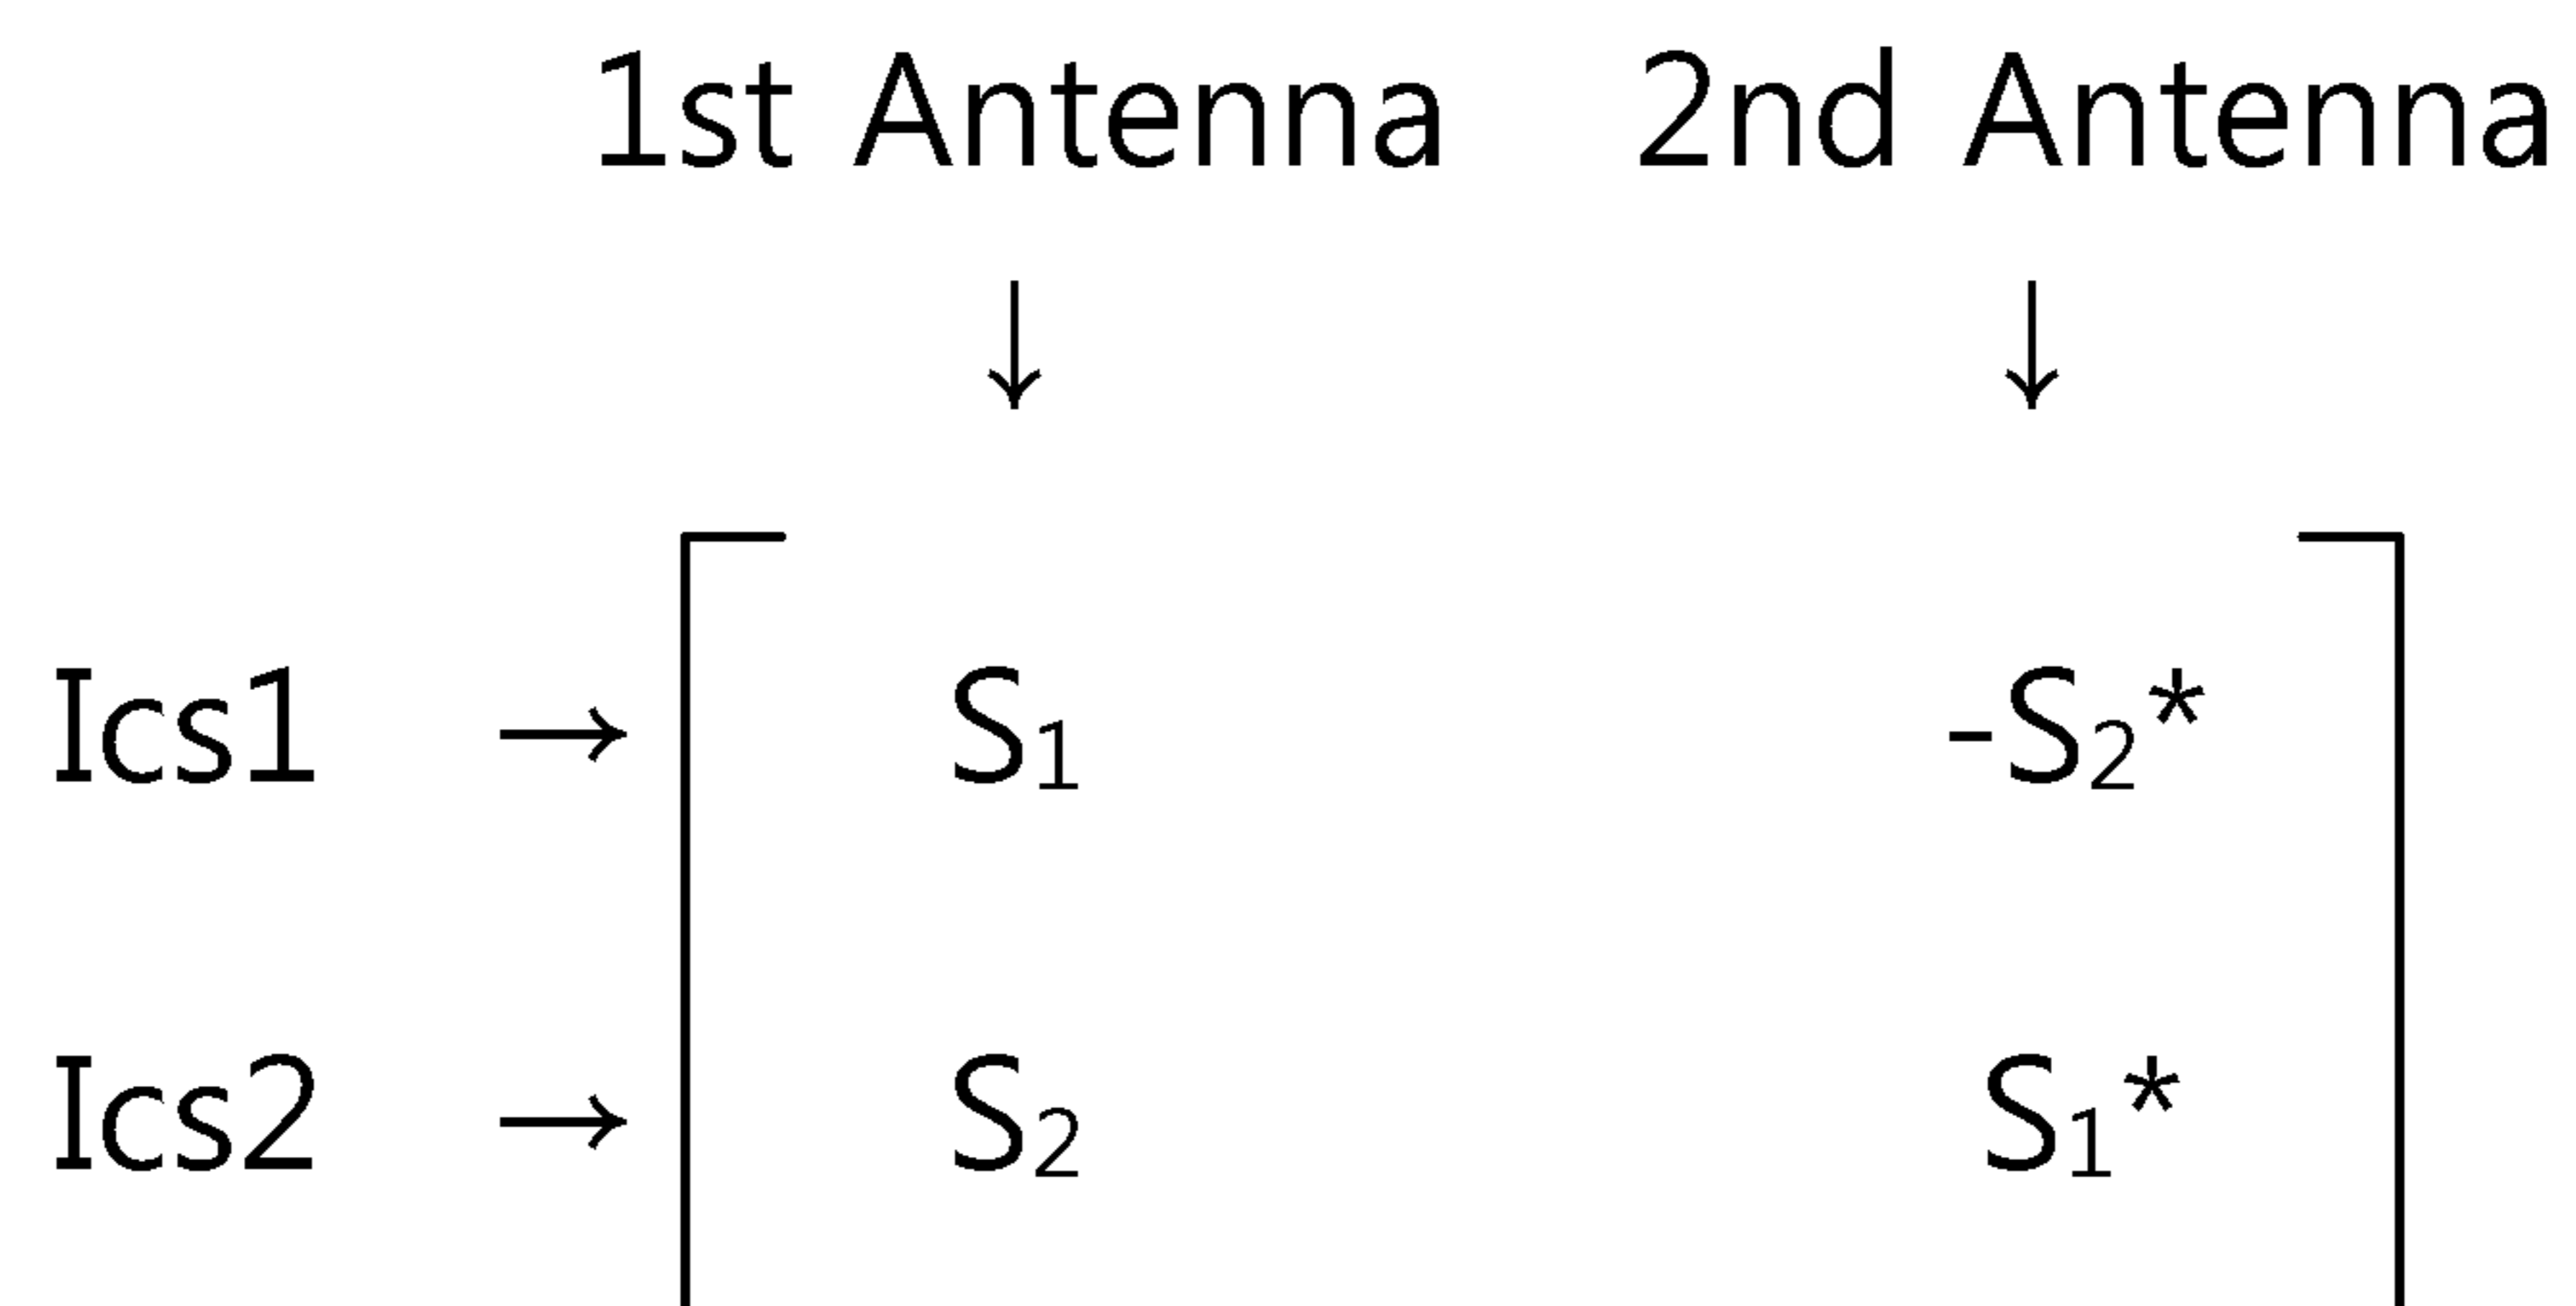 1st Antenna 2nd Antenna
↓ ↓
Ics1 → S₁ -S₂*
Ics2 → S₂ S₁*